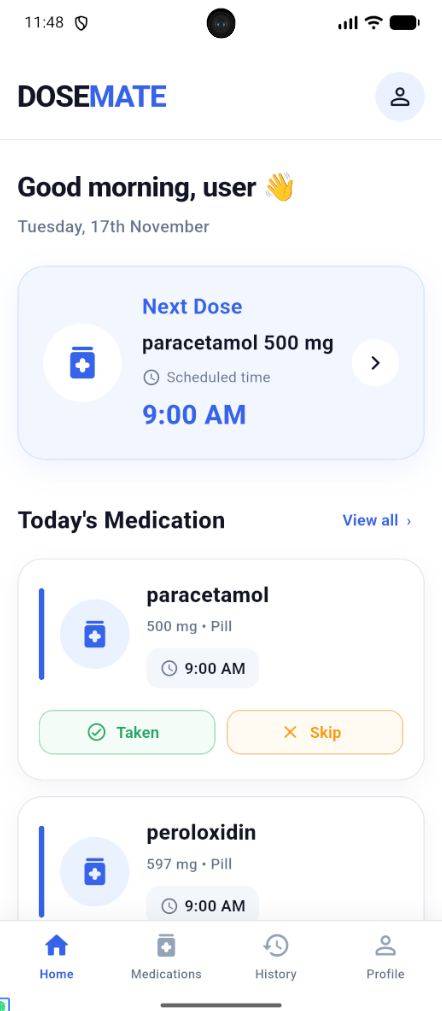 11:48
DOSEMATE
Good morning, user 👋
Tuesday, 17th November
Next Dose
paracetamol 500 mg
Scheduled time
9:00 AM
Today's Medication
View all ›
paracetamol
500 mg • Pill
9:00 AM
Taken
Skip
peroloxidin
597 mg • Pill
9:00 AM
Home
Medications
History
Profile